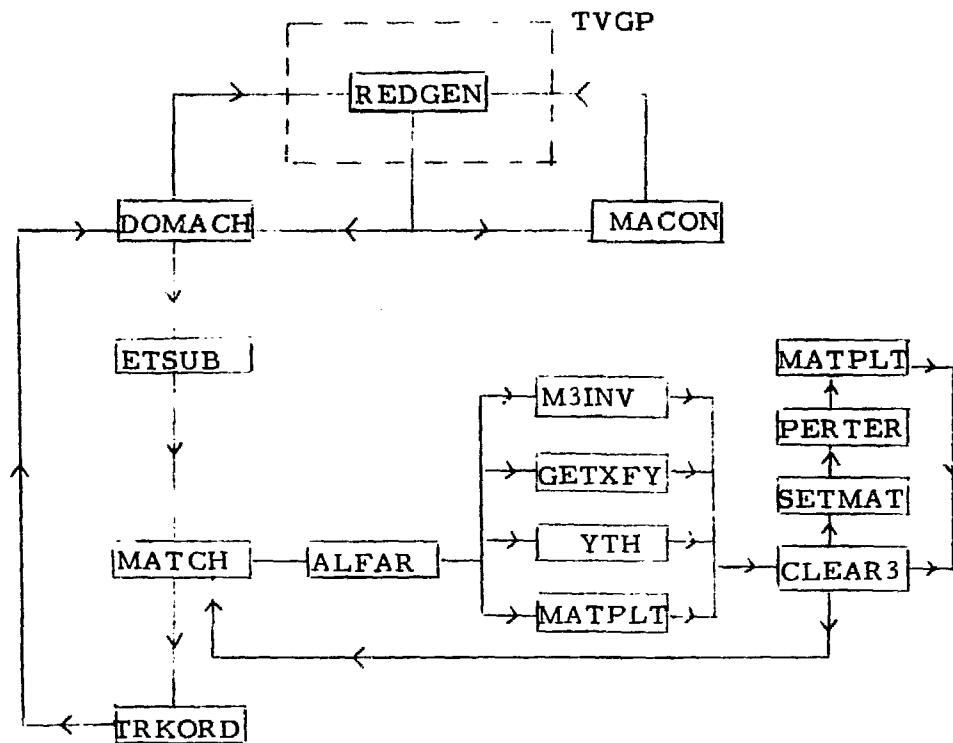 TVGP
REDGEN
DOMACH
MACON
ETSUB
MATPLT
M3INV
PERTER
GETXFY
SETMAT
YTH
MATCH
ALFAR
CLEAR3
MATPLT
TRKORD